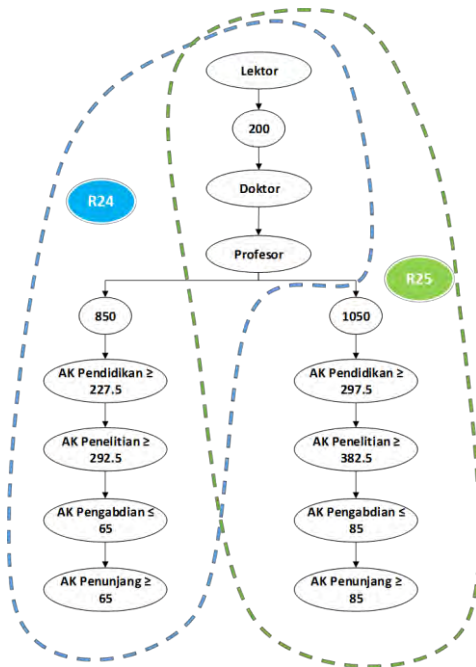 Lektor
200
R24
Doktor
Profesor
R25
850
1050
AK Pendidikan ≥
227.5
AK Pendidikan ≥
297.5
AK Penelitian ≥
292.5
AK Penelitian ≥
382.5
AK Pengabdian ≤
65
AK Pengabdian ≤
85
AK Penunjang ≥
65
AK Penunjang ≥
85